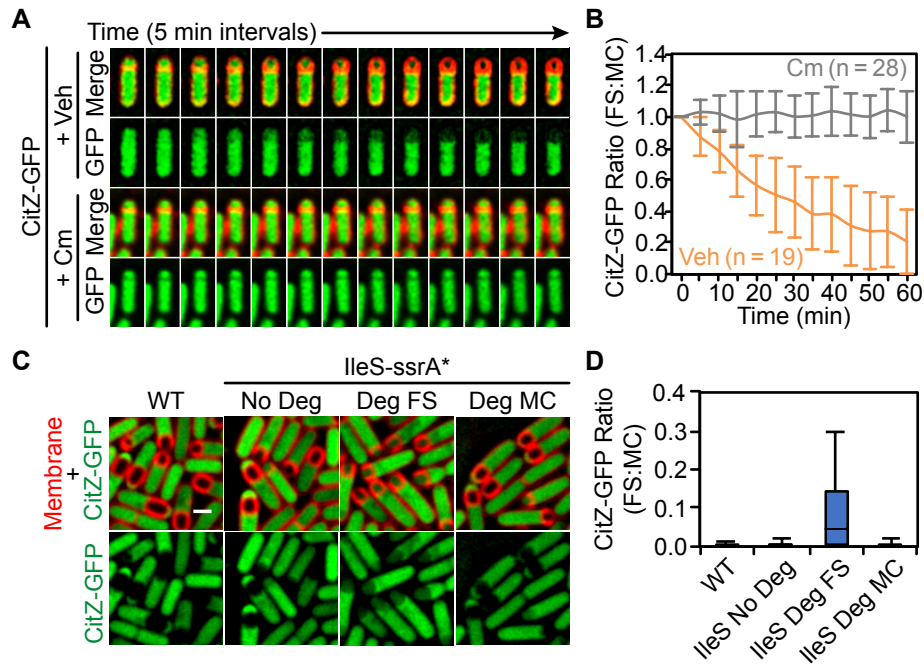 A
Time (5 min intervals)
CitZ-GFP
+ Veh
Merge
GFP
+ Cm
Merge
GFP
B
CitZ-GFP Ratio (FS:MC)
1.4
1.2
1.0
0.8
0.6
0.4
0.2
0.0
Cm (n = 28)
Veh (n = 19)
0 10 20 30 40 50 60
Time (min)
C
IleS-ssrA*
WT No Deg Deg FS Deg MC
Membrane
+
CitZ-GFP
CitZ-GFP
D
CitZ-GFP Ratio
(FS:MC)
0.4
0.3
0.2
0.1
0.0
WT
IleS No Deg
IleS Deg FS
IleS Deg MC